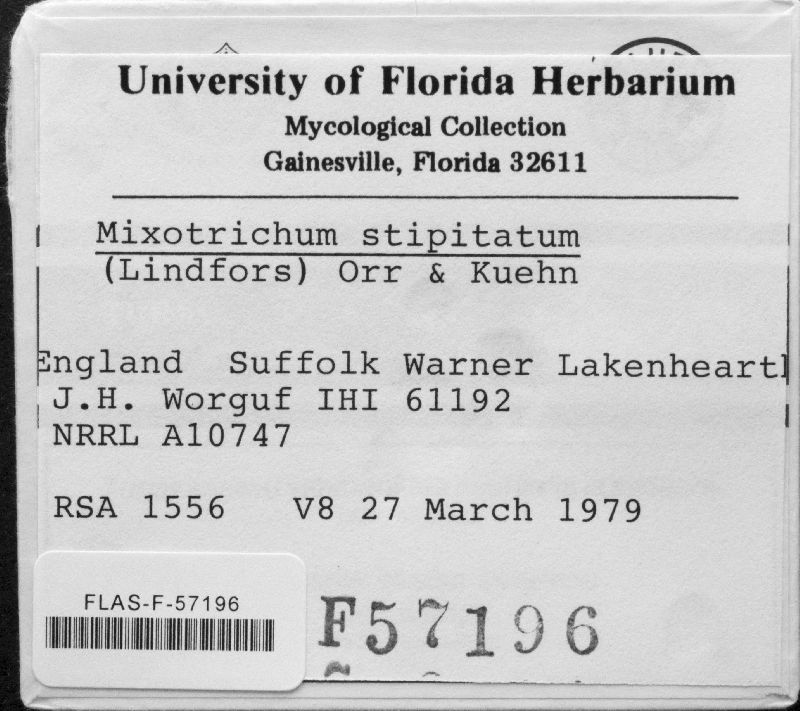 University of Florida Herbarium
Mycological Collection
Gainesville, Florida 32611
Mixotrichum stipitatum
(Lindfors) Orr & Kuehn
England Suffolk Warner Lakenhearth
J.H. Worguf IHI 61192
NRRL A10747
RSA 1556 V8 27 March 1979
FLAS-F-57196
F57196